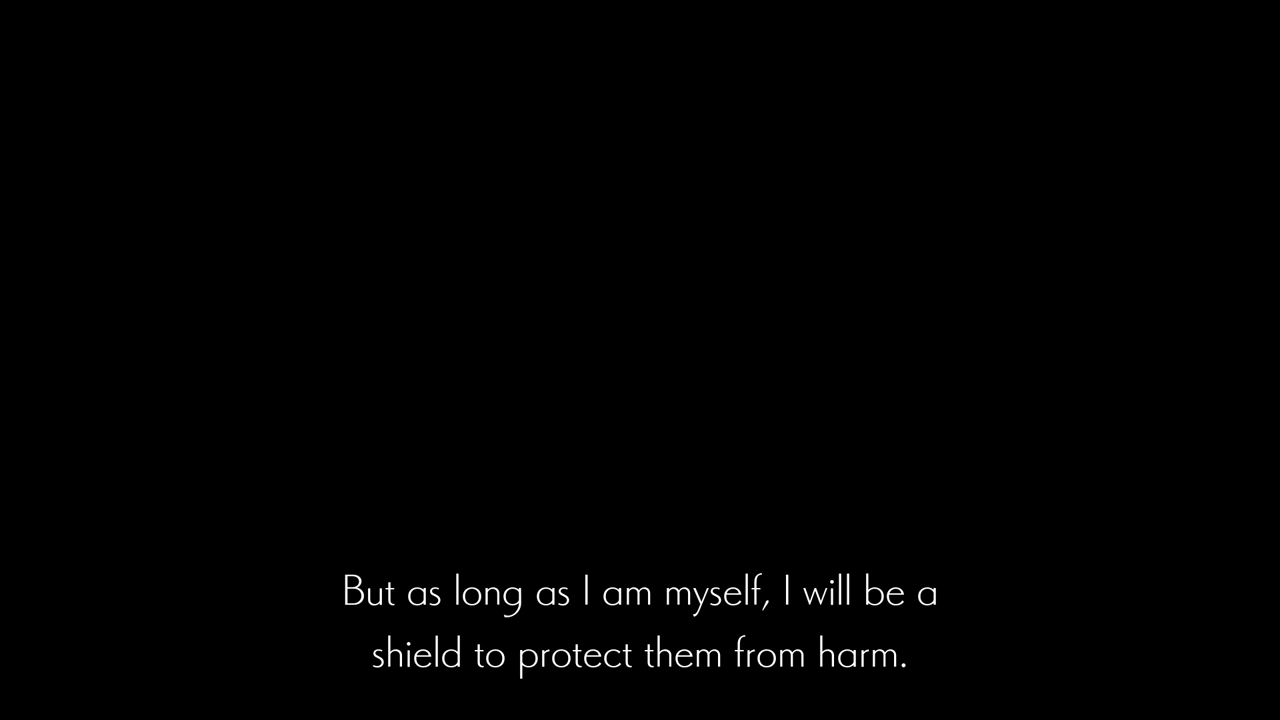 But as long as I am myself, I will be a
shield to protect them from harm.